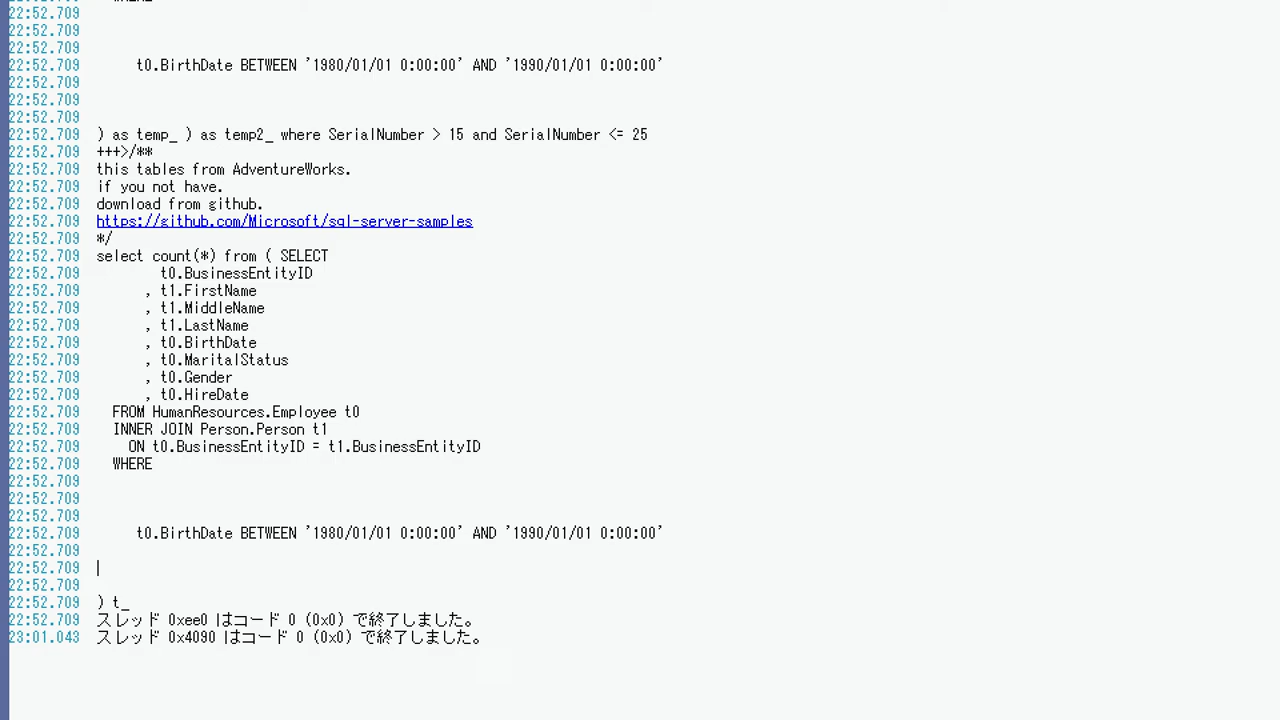 WHERE
22:52.709
22:52.709
22:52.709
22:52.709 t0.BirthDate BETWEEN '1980/01/01 0:00:00' AND '1990/01/01 0:00:00'
22:52.709
22:52.709
22:52.709
22:52.709 ) as temp_ ) as temp2_ where SerialNumber > 15 and SerialNumber <= 25
22:52.709 +++>/**
22:52.709 this tables from AdventureWorks.
22:52.709 if you not have.
22:52.709 download from github.
22:52.709 https://github.com/Microsoft/sql-server-samples
22:52.709 */
22:52.709 select count(*) from ( SELECT
22:52.709 t0.BusinessEntityID
22:52.709 , t1.FirstName
22:52.709 , t1.MiddleName
22:52.709 , t1.LastName
22:52.709 , t0.BirthDate
22:52.709 , t0.MaritalStatus
22:52.709 , t0.Gender
22:52.709 , t0.HireDate
22:52.709 FROM HumanResources.Employee t0
22:52.709 INNER JOIN Person.Person t1
22:52.709 ON t0.BusinessEntityID = t1.BusinessEntityID
22:52.709 WHERE
22:52.709
22:52.709
22:52.709
22:52.709 t0.BirthDate BETWEEN '1980/01/01 0:00:00' AND '1990/01/01 0:00:00'
22:52.709
22:52.709
22:52.709
22:52.709 ) t_
22:52.709 スレッド 0xee0 はコード 0 (0x0) で終了しました。
23:01.043 スレッド 0x4090 はコード 0 (0x0) で終了しました。